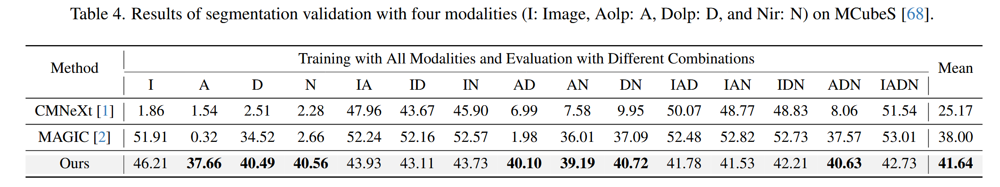 Table 4. Results of segmentation validation with four modalities (I: Image, Aolp: A, Dolp: D, and Nir: N) on MCubeS [68].
Method Training with All Modalities and Evaluation with Different Combinations Mean
I A D N IA ID IN AD AN DN IAD IAN IDN ADN IADN
CMNeXt [1] 1.86 1.54 2.51 2.28 47.96 43.67 45.90 6.99 7.58 9.95 50.07 48.77 48.83 8.06 51.54 25.17
MAGIC [2] 51.91 0.32 34.52 2.66 52.24 52.16 52.57 1.98 36.01 37.09 52.48 52.82 52.73 37.57 53.01 38.00
Ours 46.21 37.66 40.49 40.56 43.93 43.11 43.73 40.10 39.19 40.72 41.78 41.53 42.21 40.63 42.73 41.64